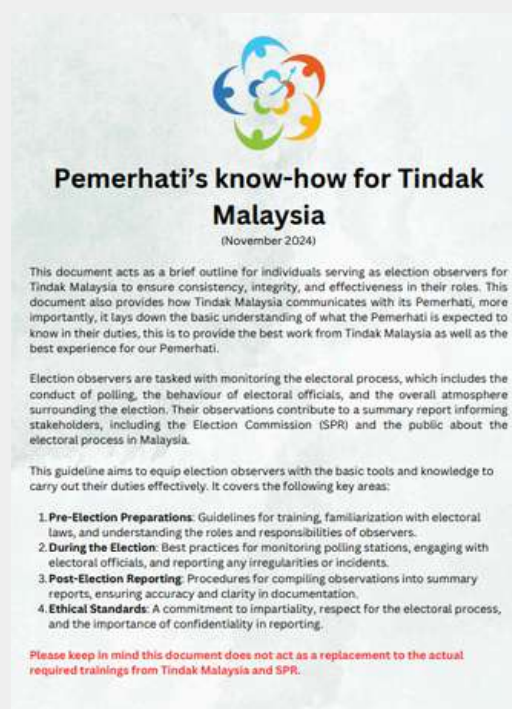 Pemerhati's know-how for Tindak
Malaysia
(November 2024)
This document acts as a brief outline for individuals serving as election observers for
Tindak Malaysia to ensure consistency, integrity, and effectiveness in their roles. This
document also provides how Tindak Malaysia communicates with its Pemerhati, more
importantly, it lays down the basic understanding of what the Pemerhati is expected to
know in their duties, this is to provide the best work from Tindak Malaysia as well as the
best experience for our Pemerhati.
Election observers are tasked with monitoring the electoral process, which includes the
conduct of polling, the behaviour of electoral officials, and the overall atmosphere
surrounding the election. Their observations contribute to a summary report informing
stakeholders, including the Election Commission (SPR) and the public about the
electoral process in Malaysia.
This guideline aims to equip election observers with the basic tools and knowledge to
carry out their duties effectively. It covers the following key areas:
1. Pre-Election Preparations: Guidelines for training, familiarization with electoral
laws, and understanding the roles and responsibilities of observers.
2. During the Election: Best practices for monitoring polling stations, engaging with
electoral officials, and reporting any irregularities or incidents.
3. Post-Election Reporting: Procedures for compiling observations into summary
reports, ensuring accuracy and clarity in documentation.
4. Ethical Standards: A commitment to impartiality, respect for the electoral process,
and the importance of confidentiality in reporting.
Please keep in mind this document does not act as a replacement to the actual
required trainings from Tindak Malaysia and SPR.